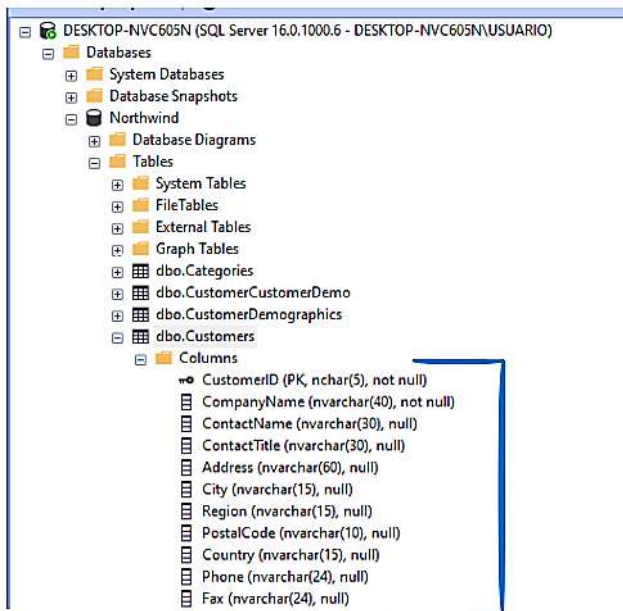 DESKTOP-NVC605N (SQL Server 16.0.1000.6 - DESKTOP-NVC605N\USUARIO)
Databases
System Databases
Database Snapshots
Northwind
Database Diagrams
Tables
System Tables
FileTables
External Tables
Graph Tables
dbo.Categories
dbo.CustomerCustomerDemo
dbo.CustomerDemographics
dbo.Customers
Columns
CustomerID (PK, nchar(5), not null)
CompanyName (nvarchar(40), not null)
ContactName (nvarchar(30), null)
ContactTitle (nvarchar(30), null)
Address (nvarchar(60), null)
City (nvarchar(15), null)
Region (nvarchar(15), null)
PostalCode (nvarchar(10), null)
Country (nvarchar(15), null)
Phone (nvarchar(24), null)
Fax (nvarchar(24), null)